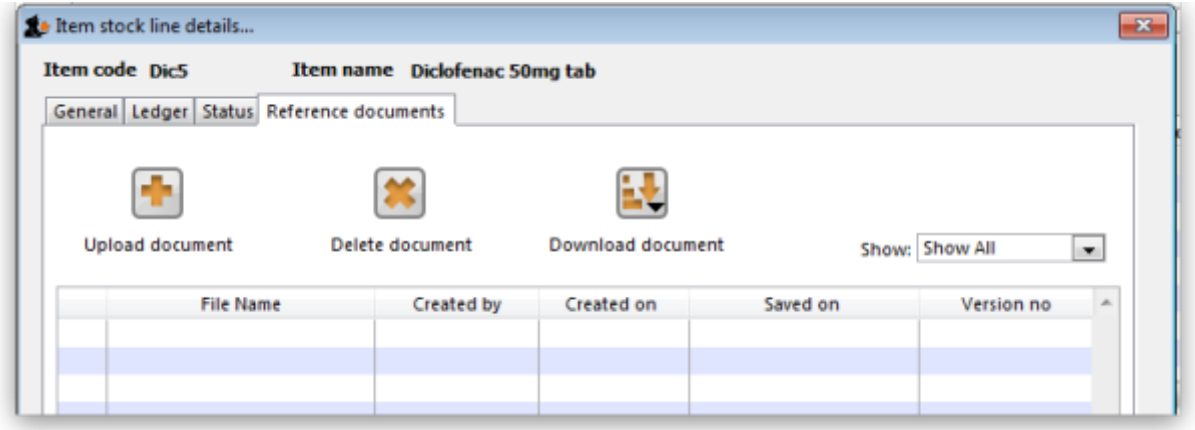 Item stock line details...
Item code Dic5 Item name Diclofenac 50mg tab
General Ledger Status Reference documents
Upload document Delete document Download document Show: Show All
File Name Created by Created on Saved on Version no